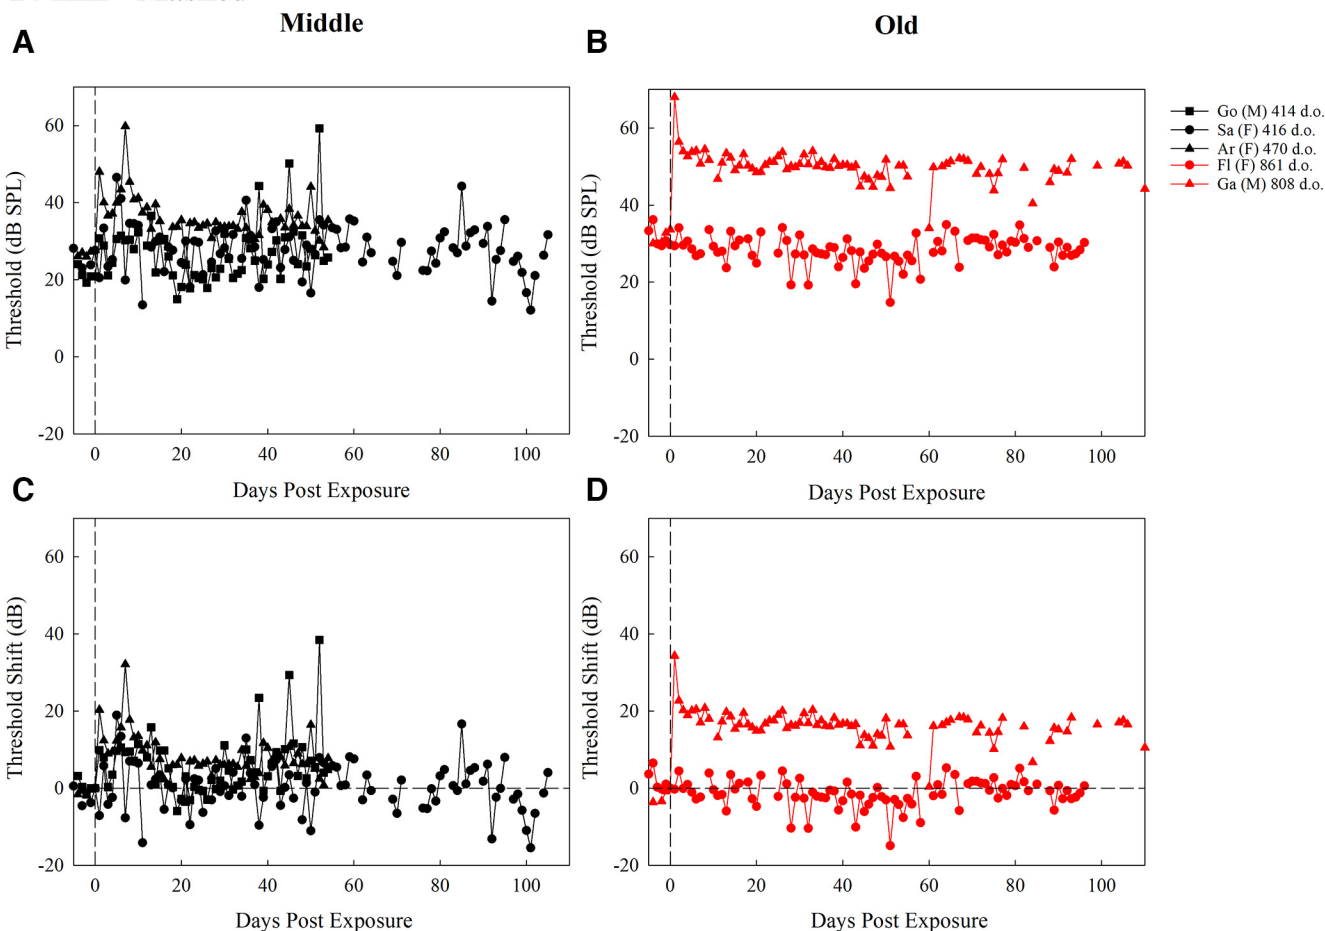 Middle
Old
A
B
Threshold (dB SPL)
60
40
20
0
-20
0
20
40
60
80
100
Days Post Exposure
Threshold (dB SPL)
60
40
20
0
-20
0
20
40
60
80
100
Days Post Exposure
Go (M) 414 d.o.
Sa (F) 416 d.o.
Ar (F) 470 d.o.
Fl (F) 861 d.o.
Ga (M) 808 d.o.
C
D
Threshold Shift (dB)
60
40
20
0
-20
0
20
40
60
80
100
Days Post Exposure
Threshold Shift (dB)
60
40
20
0
-20
0
20
40
60
80
100
Days Post Exposure